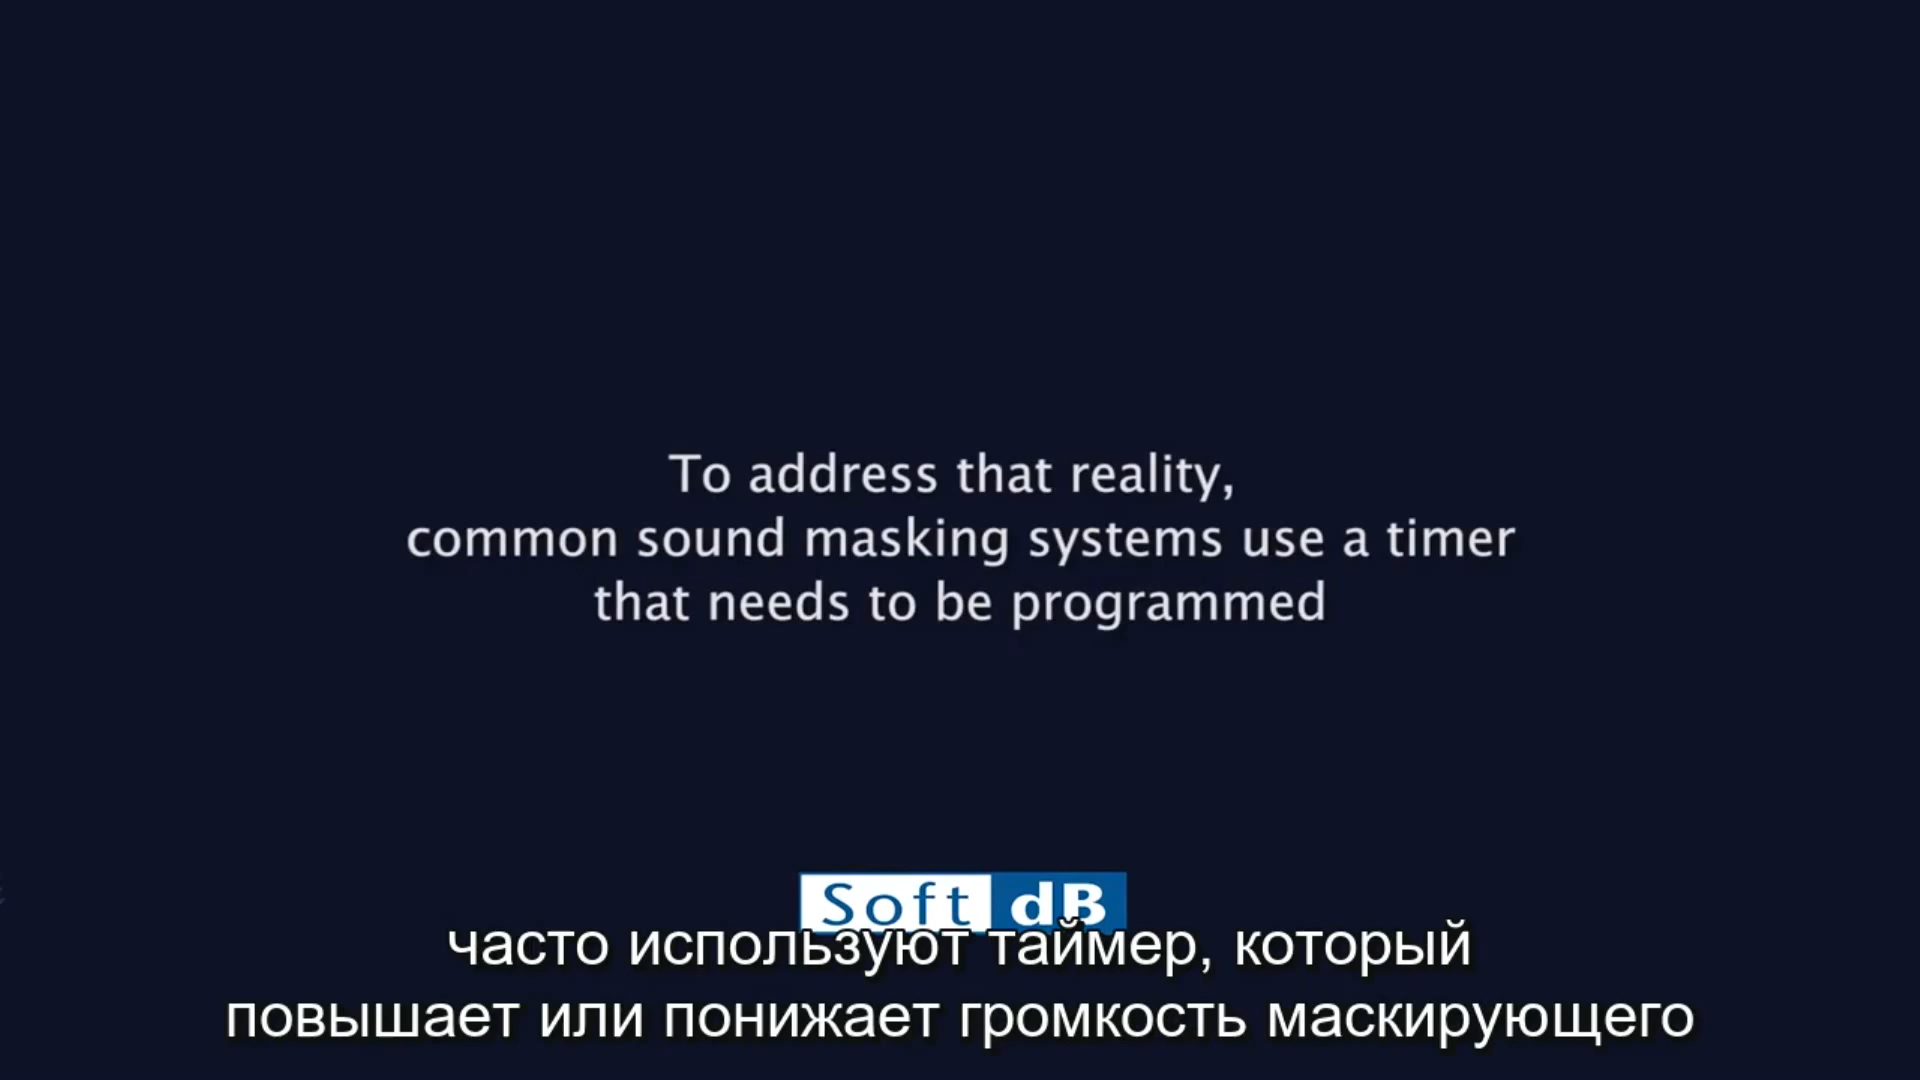 To address that reality,
common sound masking systems use a timer
that needs to be programmed
Soft dB
часто используют таймер, который
повышает или понижает громкость маскирующего